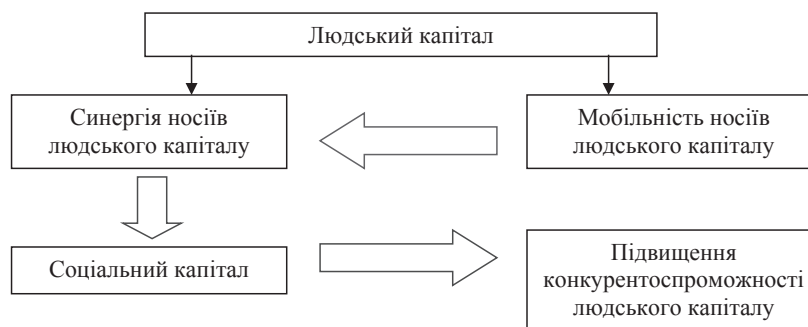 Людський капітал
Синергія носіїв
людського капіталу
Мобільність носіїв
людського капіталу
Соціальний капітал
Підвищення
конкурентоспроможності
людського капіталу